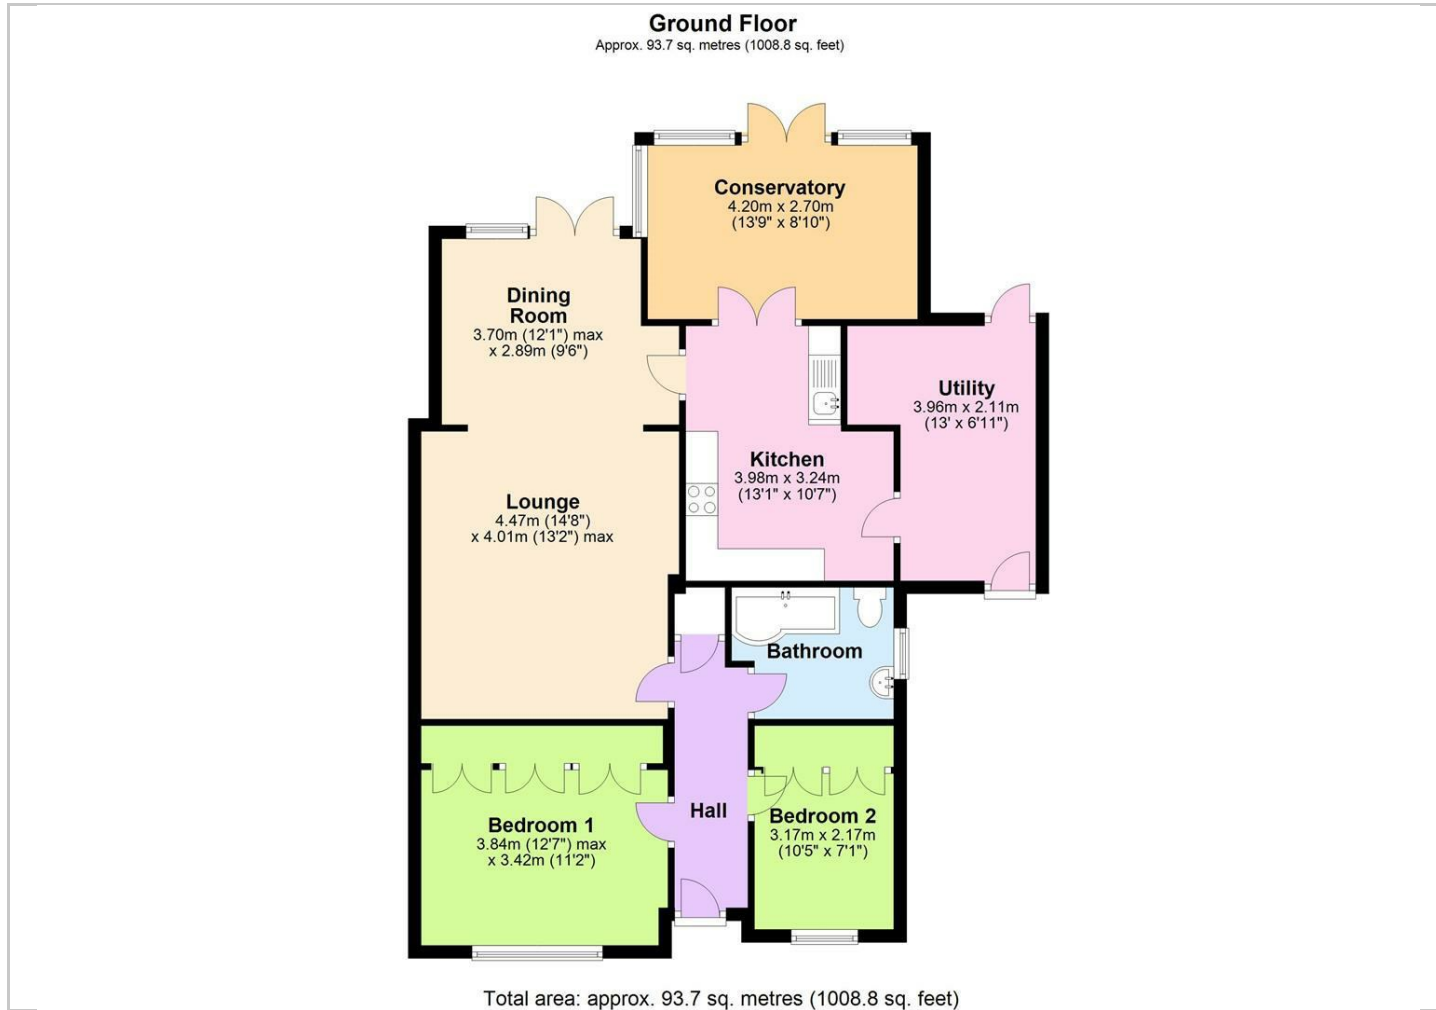 Ground Floor
Approx. 93.7 sq. metres (1008.8 sq. feet)
Conservatory
4.20m x 2.70m
(13'9" x 8'10")
Dining
Room
3.70m (12'1") max
x 2.89m (9'6")
Utility
3.96m x 2.11m
(13' x 6'11")
Kitchen
3.98m x 3.24m
(13'1" x 10'7")
Lounge
4.47m (14'8")
x 4.01m (13'2") max
Bathroom
Hall
Bedroom 1
3.84m (12'7") max
x 3.42m (11'2")
Bedroom 2
3.17m x 2.17m
(10'5" x 7'1")
Total area: approx. 93.7 sq. metres (1008.8 sq. feet)